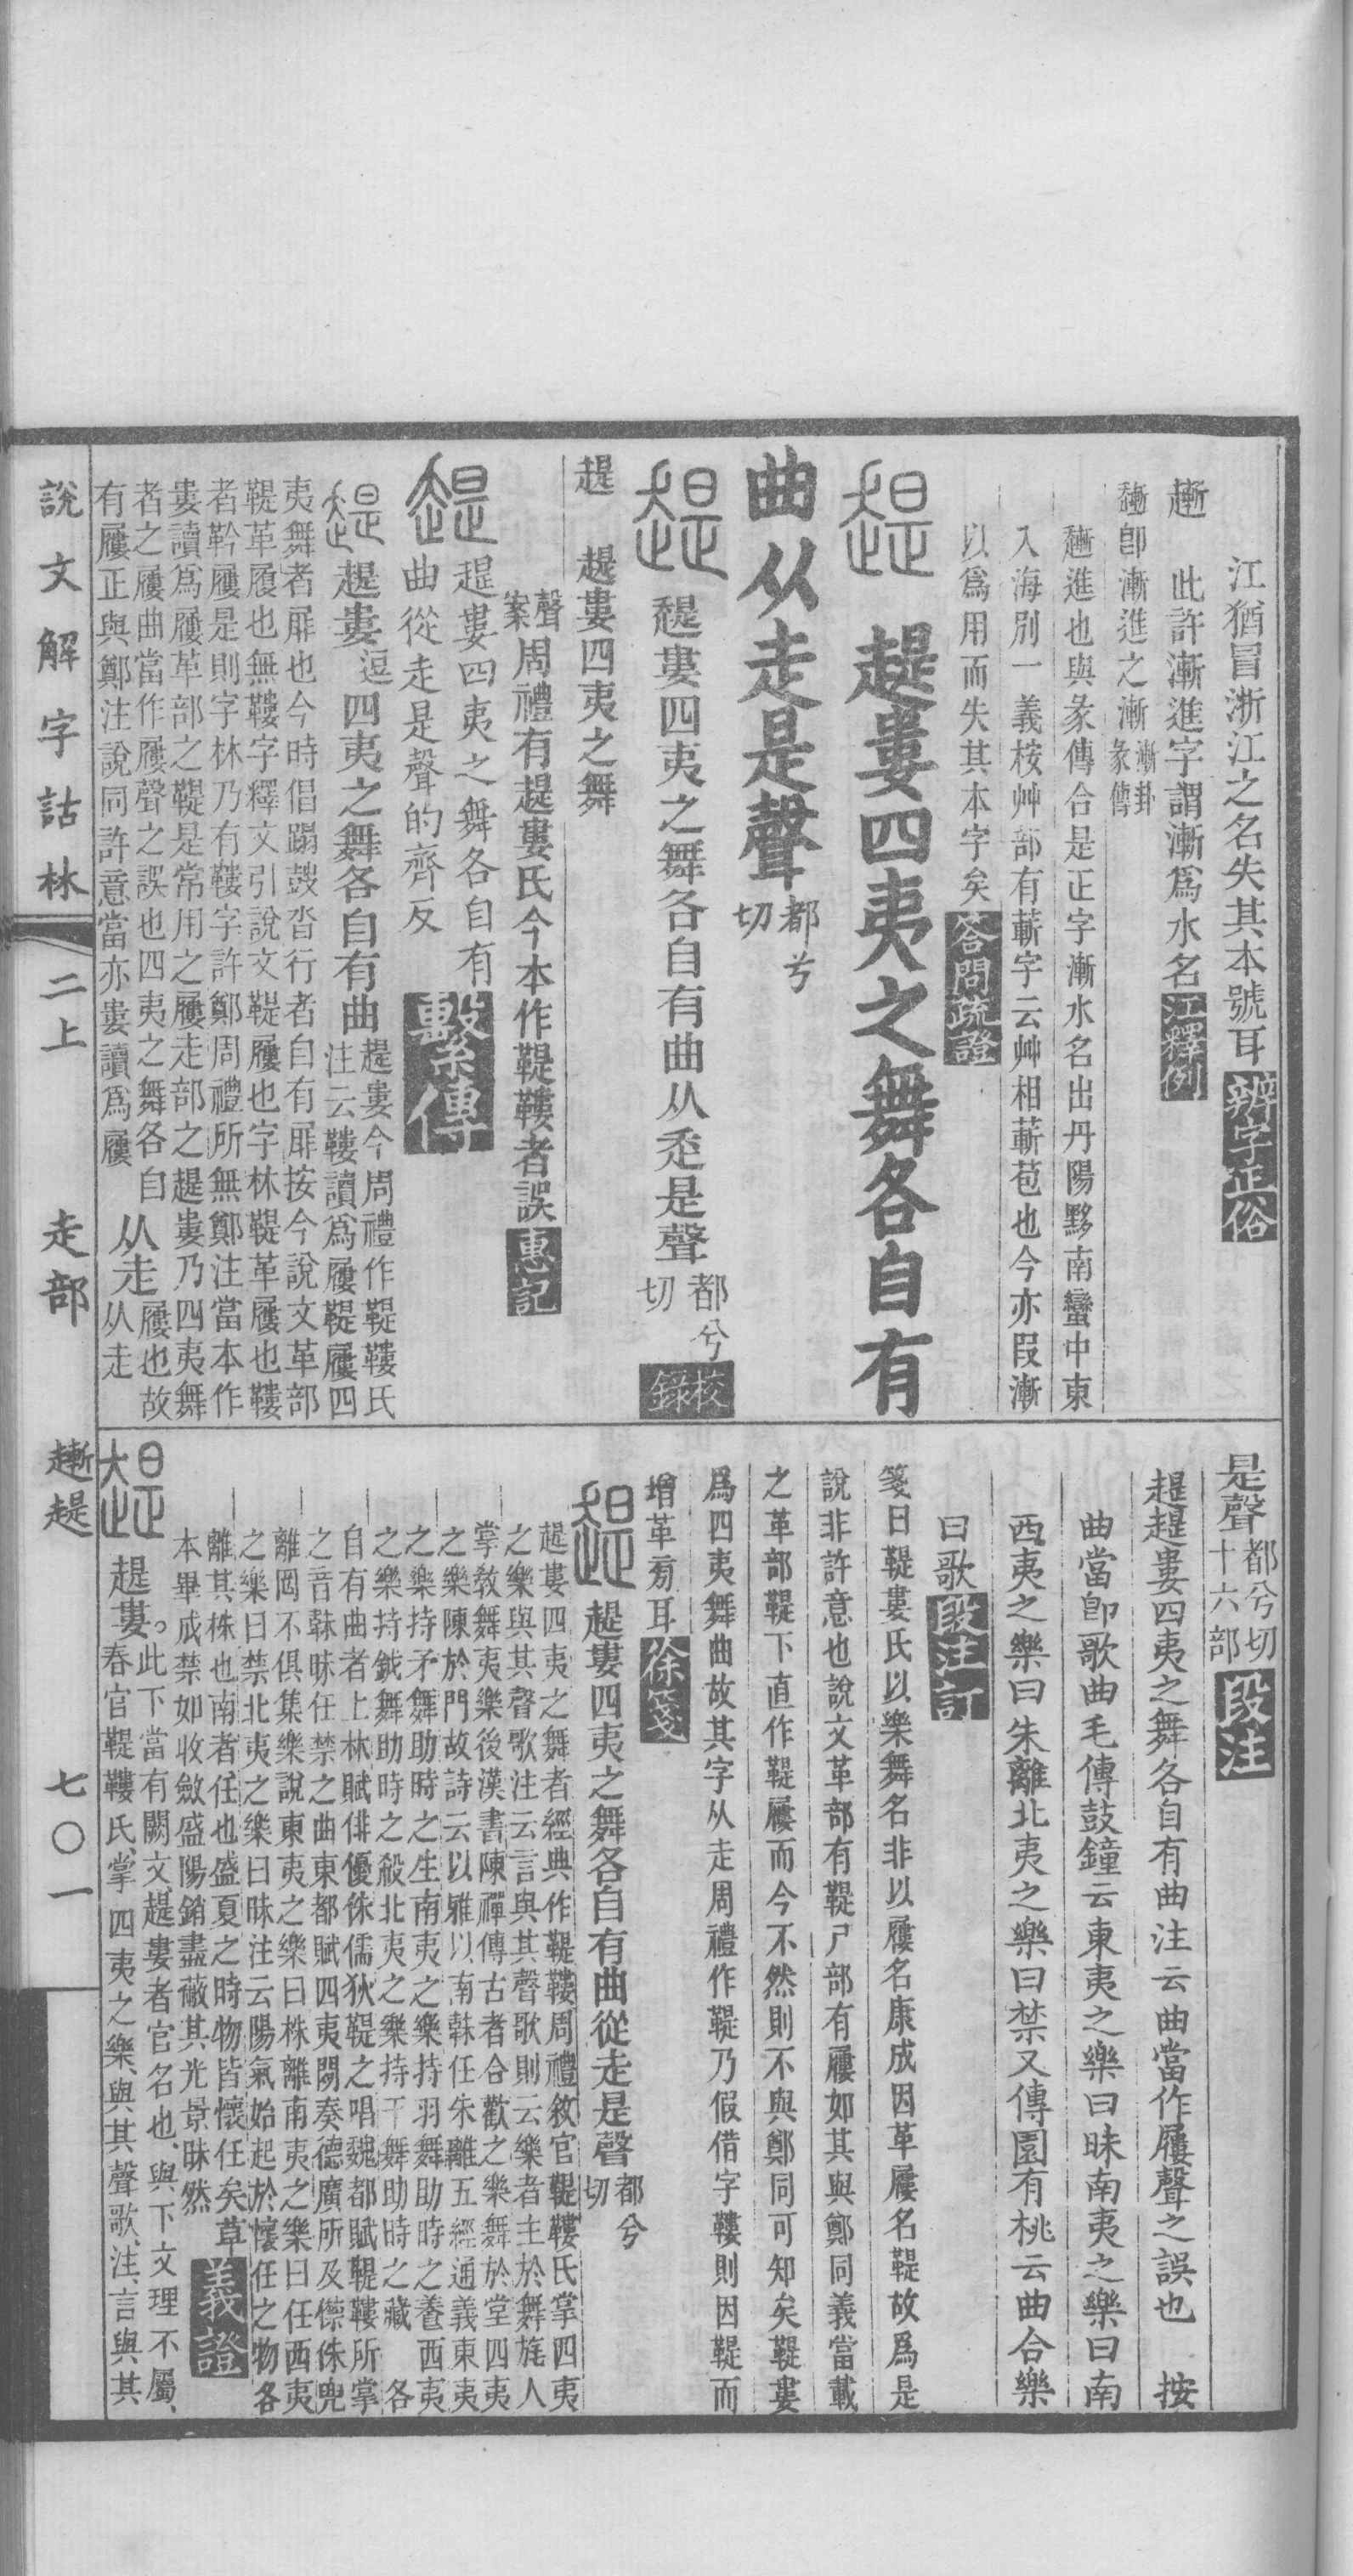 江猶冒浙江之名失其本號耳 辨字正俗
𧽯 此許漸進字謂漸爲水名 江釋例
𧽯卽漸進之漸 漸卦彖傳
𧽯進也與彖傳合是正字漸水名出丹陽黟南蠻中東
入海別一義桉艸部有蔪字云艸相蔪苞也今亦叚漸
以爲用而失其本字矣 答問疏證
趧 趧婁四夷之舞各自有
曲从走是聲 都兮切
趧 趧婁四夷之舞各自有曲从走是聲 都兮切 校錄
趧 趧婁四夷之舞
聲案周禮有趧婁氏今本作鞮鞻者誤 惠記
趧 趧婁四夷之舞各自有
曲從走是聲的齊反 繫傳
趧 趧婁 逗 四夷之舞各自有曲 趧婁今周禮作鞮鞻氏
注云鞻讀爲屨鞮屨四
夷舞者屝也今時倡蹋鼓沓行者自有屝按今說文革部
鞮革履也無鞻字釋文引說文鞮屨也字林鞮革屨也鞻
者靲屨是則字林乃有鞻字許鄭周禮所無鄭注當本作
婁讀爲屨革部之鞮是常用之屨走部之趧婁乃四夷舞
者之屨曲當作屨聲之誤也四夷之舞各自
有屨正與鄭注說同許意當亦婁讀爲屨 从走 屨也故从走
是聲 都兮切十六部 段注
趧趧婁四夷之舞各自有曲注云曲當作屨聲之誤也 按
曲當卽歌曲毛傳鼓鐘云東夷之樂曰昧南夷之樂曰南
西夷之樂曰朱離北夷之樂曰禁又傳園有桃云曲合樂
曰歌 段注訂
箋曰鞮婁氏以樂舞名非以屨名康成因革屨名鞮故爲是
說非許意也說文革部有鞮尸部有屨如其與鄭同義當載
之革部鞮下直作鞮屨而今不然則不與鄭同可知矣鞮婁
爲四夷舞曲故其字从走周禮作鞮乃假借字鞻則因鞮而
增革旁耳 徐箋
趧 趧婁四夷之舞各自有曲從走是聲 都兮切
趧婁四夷之舞者經典作鞮鞻周禮敘官鞮鞻氏掌四夷
之樂與其聲歌注云言與其聲歌則云樂者主於舞旄人
掌敎舞夷樂後漢書陳禪傳古者合歡之樂舞於堂四夷
之樂陳於門故詩云以雅以南韎任朱離五經通義東夷
之樂持矛舞助時之生南夷之樂持羽舞助時之養西夷
之樂持鉞舞助時之殺北夷之樂持干舞助時之藏 各
自有曲者上林賦俳優侏儒狄鞮之唱魏都賦鞮鞻所掌
之音韎昧任禁之曲東都賦四夷閒奏德廣所及僸侏兜
離罔不俱集樂說東夷之樂曰株離南夷之樂曰任西夷
之樂曰禁北夷之樂曰昧注云陽氣始起於懷任之物各
離其株也南者任也盛夏之時物皆懷任矣草
本畢成禁如收斂盛陽銷盡蔽其光景昧然 義證
趧 趧婁。此下當有闕文趧婁者官名也、與下文理不屬、
春官鞮鞻氏、掌四夷之樂與其聲歌、注、言與其
說文解字詁林 二上 走部 𧽯趧 七〇一